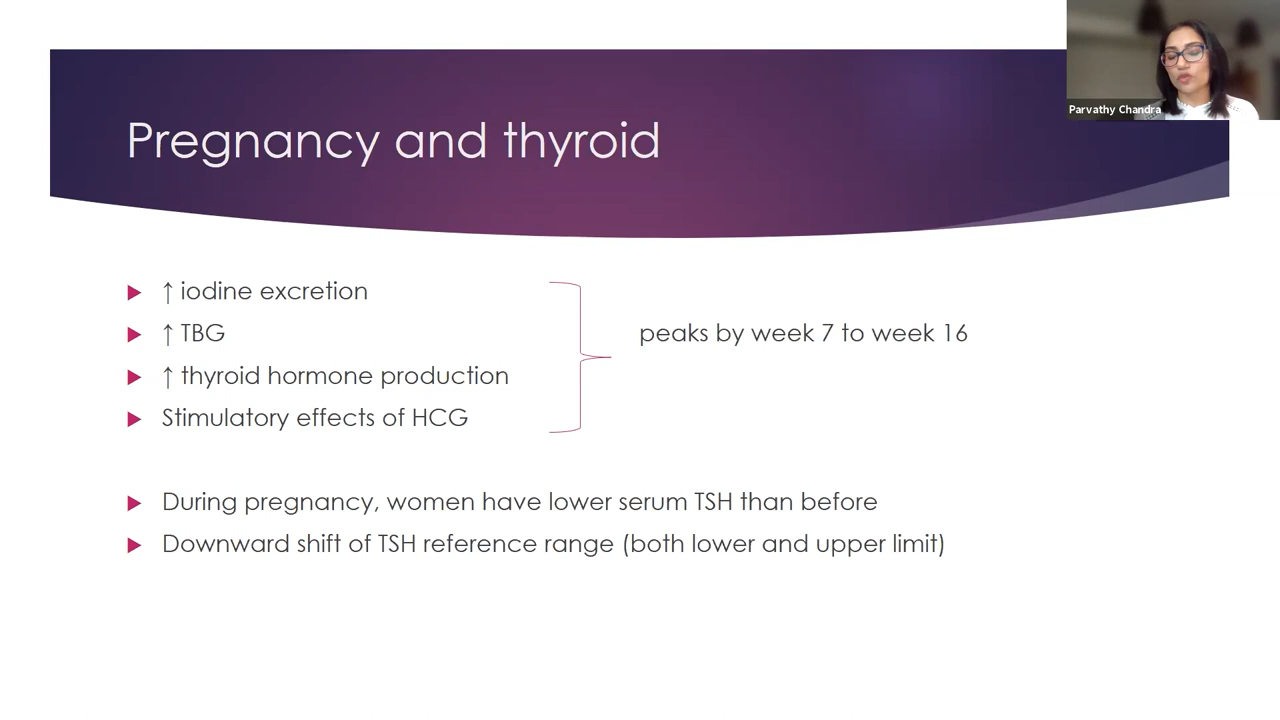 Parvathy Chandra
Pregnancy and thyroid
↑ iodine excretion
↑ TBG
peaks by week 7 to week 16
↑ thyroid hormone production
Stimulatory effects of HCG
During pregnancy, women have lower serum TSH than before
Downward shift of TSH reference range (both lower and upper limit)